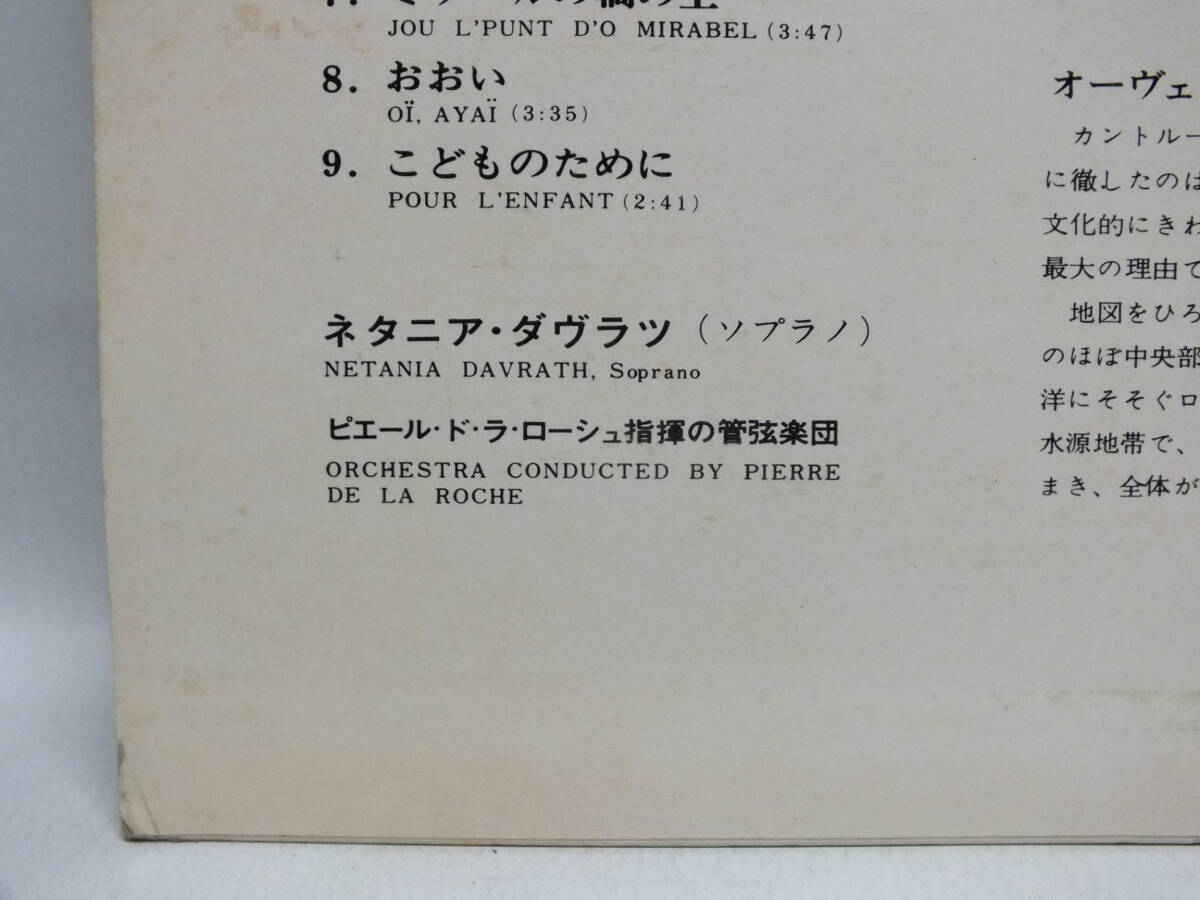 JOU L'PUNT D'O MIRABEL (3:47)
8. おおい
OÏ, AYAÏ (3:35)
9. こどものために
POUR L'ENFANT (2:41)
ネタニア・ダヴラツ（ソプラノ）
NETANIA DAVRATH, Soprano
ピエール・ド・ラ・ローシュ指揮の管弦楽団
ORCHESTRA CONDUCTED BY PIERRE
DE LA ROCHE
オーヴェ
カントルー
に徹したのは
文化的にきわ
最大の理由で
地図をひろ
のほぼ中央部
洋にそそぐロ
水源地帯で、
まき、全体が